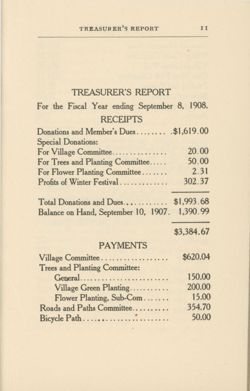 TREASURER'S REPORT 11
TREASURER'S REPORT
For the Fiscal Year ending September 8, 1908.
RECEIPTS
Donations and Member's Dues........ .$1,619.00
Special Donations:
For Village Committee.............. 20.00
For Trees and Planting Committee..... 50.00
For Flower Planting Committee....... 2.31
Profits of Winter Festival............. 302.37
Total Donations and Dues........... $1,993.68
Balance on Hand, September 10, 1907. 1,390.99
$3,384.67
PAYMENTS
Village Committee.................. $620.04
Trees and Planting Committee:
General........................ 150.00
Village Green Planting........... 200.00
Flower Planting, Sub-Com....... 15.00
Roads and Paths Committee.......... 354.70
Bicycle Path....................... 50.00